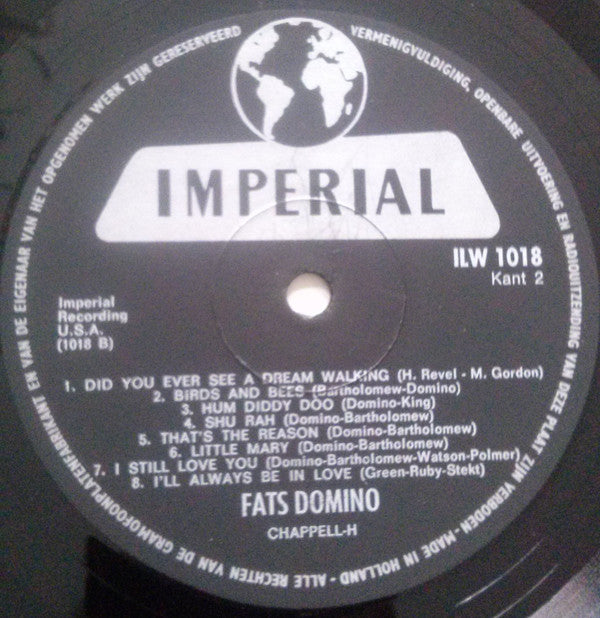 IMPERIAL
ILW 1018
Kant 2
Imperial
Recording
U.S.A.
(1018 B)
1. DID YOU EVER SEE A DREAM WALKING (H. Revel - M. Gordon)
2. BIRDS AND BEES (Bartholomew-Domino)
3. HUM DIDDY DOO (Domino-King)
4. SHU RAH (Domino-Bartholomew)
5. THAT'S THE REASON (Domino-Bartholomew)
6. LITTLE MARY (Domino-Bartholomew)
7. I STILL LOVE YOU (Domino-Bartholomew-Watson-Palmer)
8. I'LL ALWAYS BE IN LOVE (Green-Ruby-Stekt)
FATS DOMINO
CHAPPELL-H
ALLE RECHTEN VAN DE GRAMOFOONPLATENFABRIKANT EN VAN DE EIGENAAR VAN HET OPGENOMEN WERK ZIJN GERESERVEERD VERMENIGVULDIGING, OPENBARE UITVOERING EN RADIOUITZENDING VAN DEZE PLAAT ZIJN VERBODEN - MADE IN HOLLAND -